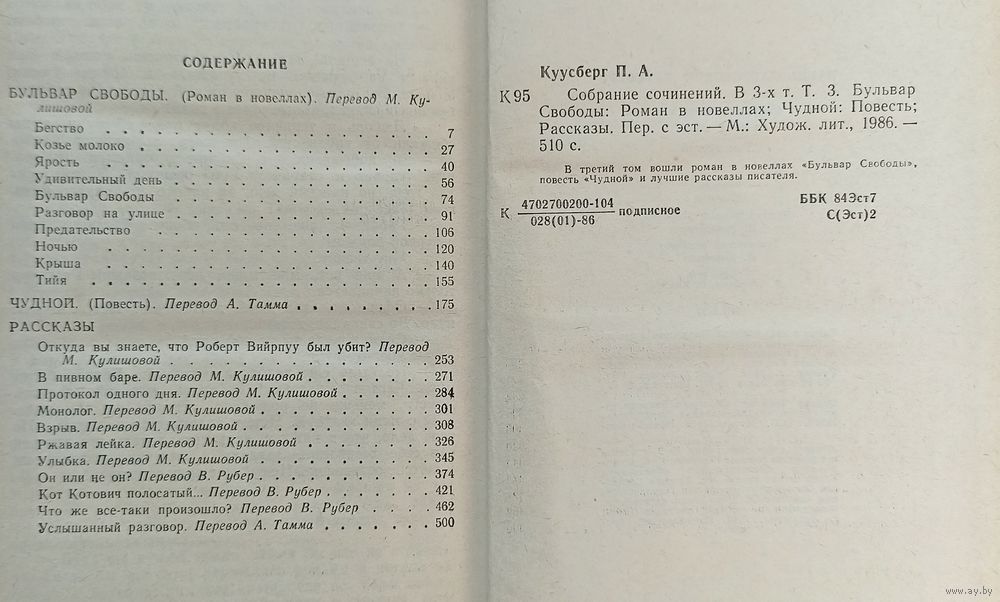 СОДЕРЖАНИЕ
БУЛЬВАР СВОБОДЫ. (Роман в новеллах). Перевод М. Ку-
лишовой
Бегство . . . . . . . . . . . . . . . . 7
Козье молоко . . . . . . . . . . . . . . 27
Ярость . . . . . . . . . . . . . . . . 40
Удивительный день . . . . . . . . . . . . 56
Бульвар Свободы . . . . . . . . . . . . . 74
Разговор на улице . . . . . . . . . . . . 91
Предательство . . . . . . . . . . . . . 106
Ночью . . . . . . . . . . . . . . . . 120
Крыша . . . . . . . . . . . . . . . . 140
Тийя . . . . . . . . . . . . . . . . 155
ЧУДНОЙ. (Повесть). Перевод А. Тамма . . . . . . . 175
РАССКАЗЫ
Откуда вы знаете, что Роберт Вийрпуу был убит? Перевод
М. Кулишовой . . . . . . . . . . . . . 253
В пивном баре. Перевод М. Кулишовой . . . . . . . 271
Протокол одного дня. Перевод М. Кулишовой . . . . . 284
Монолог. Перевод М. Кулишовой . . . . . . . . . 301
Взрыв. Перевод М. Кулишовой . . . . . . . . . . 308
Ржавая лейка. Перевод М. Кулишовой . . . . . . . 326
Улыбка. Перевод М. Кулишовой . . . . . . . . . 345
Он или не он? Перевод В. Рубер . . . . . . . . . 374
Кот Котович полосатый... Перевод В. Рубер . . . . . 421
Что же все-таки произошло? Перевод В. Рубер . . . . 462
Услышанный разговор. Перевод А. Тамма . . . . . . 500
Куусберг П. А.
К95 Собрание сочинений. В 3-х т. Т. 3. Бульвар
Свободы: Роман в новеллах; Чудной: Повесть;
Рассказы. Пер. с эст. — М.: Худож. лит., 1986. —
510 с.
В третий том вошли роман в новеллах «Бульвар Свободы»,
повесть «Чудной» и лучшие рассказы писателя.
К 4702700200-104 подписное
028(01)-86
ББК 84Эст7
С(Эст)2
www.ay.by